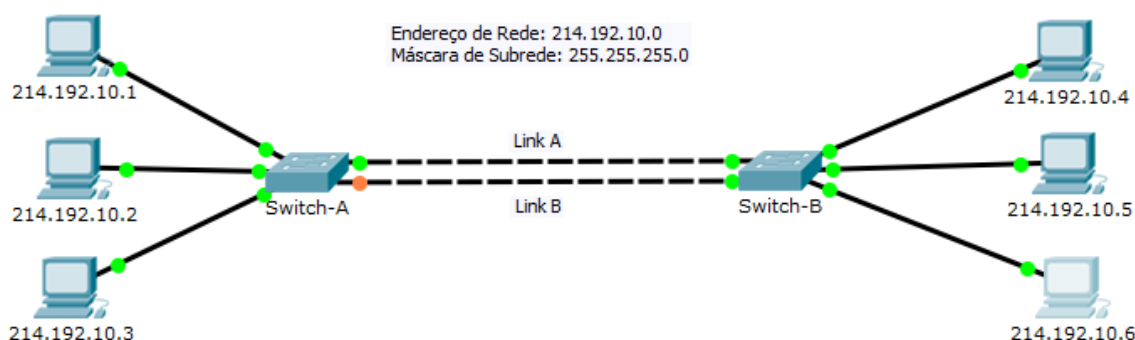 Endereço de Rede: 214.192.10.0
Máscara de Subrede: 255.255.255.0
214.192.10.1
214.192.10.4
Link A
214.192.10.2
Switch-A
Link B
Switch-B
214.192.10.5
214.192.10.3
214.192.10.6